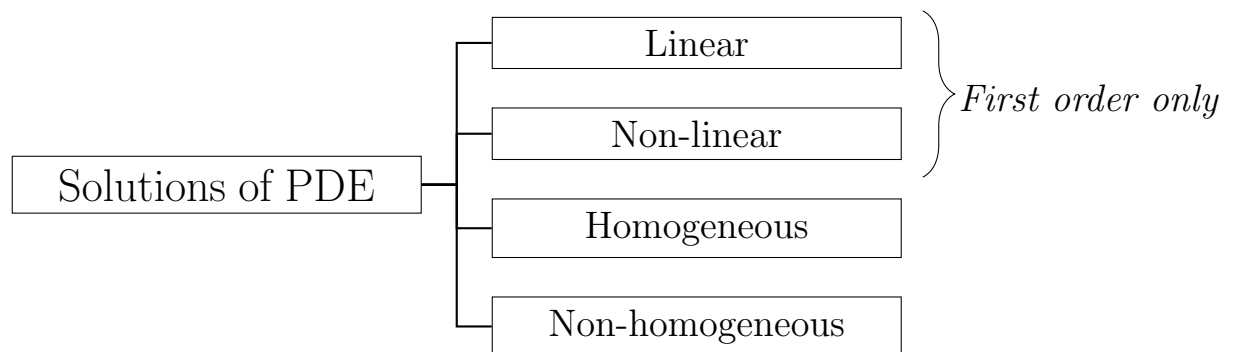 Solutions of PDE
Linear
Non-linear
Homogeneous
Non-homogeneous
First order only